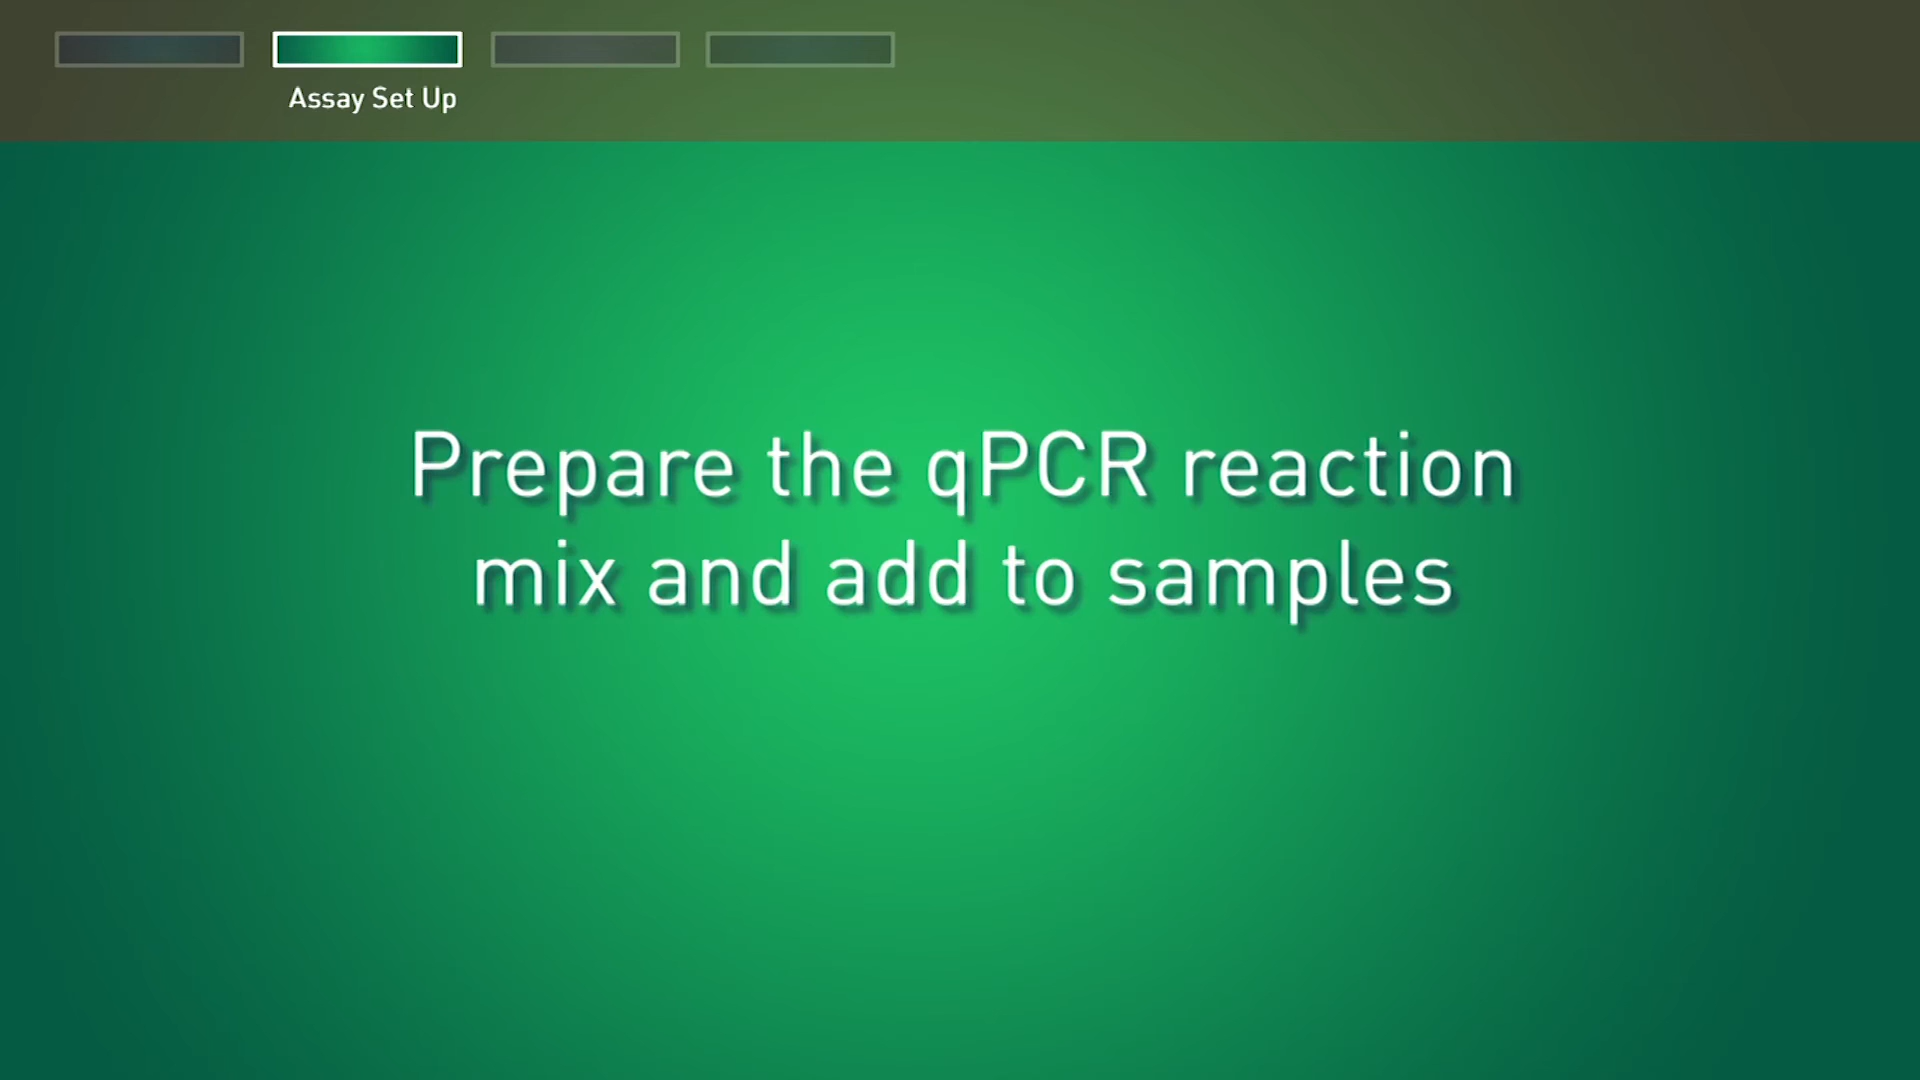 Assay Set Up
Prepare the qPCR reaction
mix and add to samples